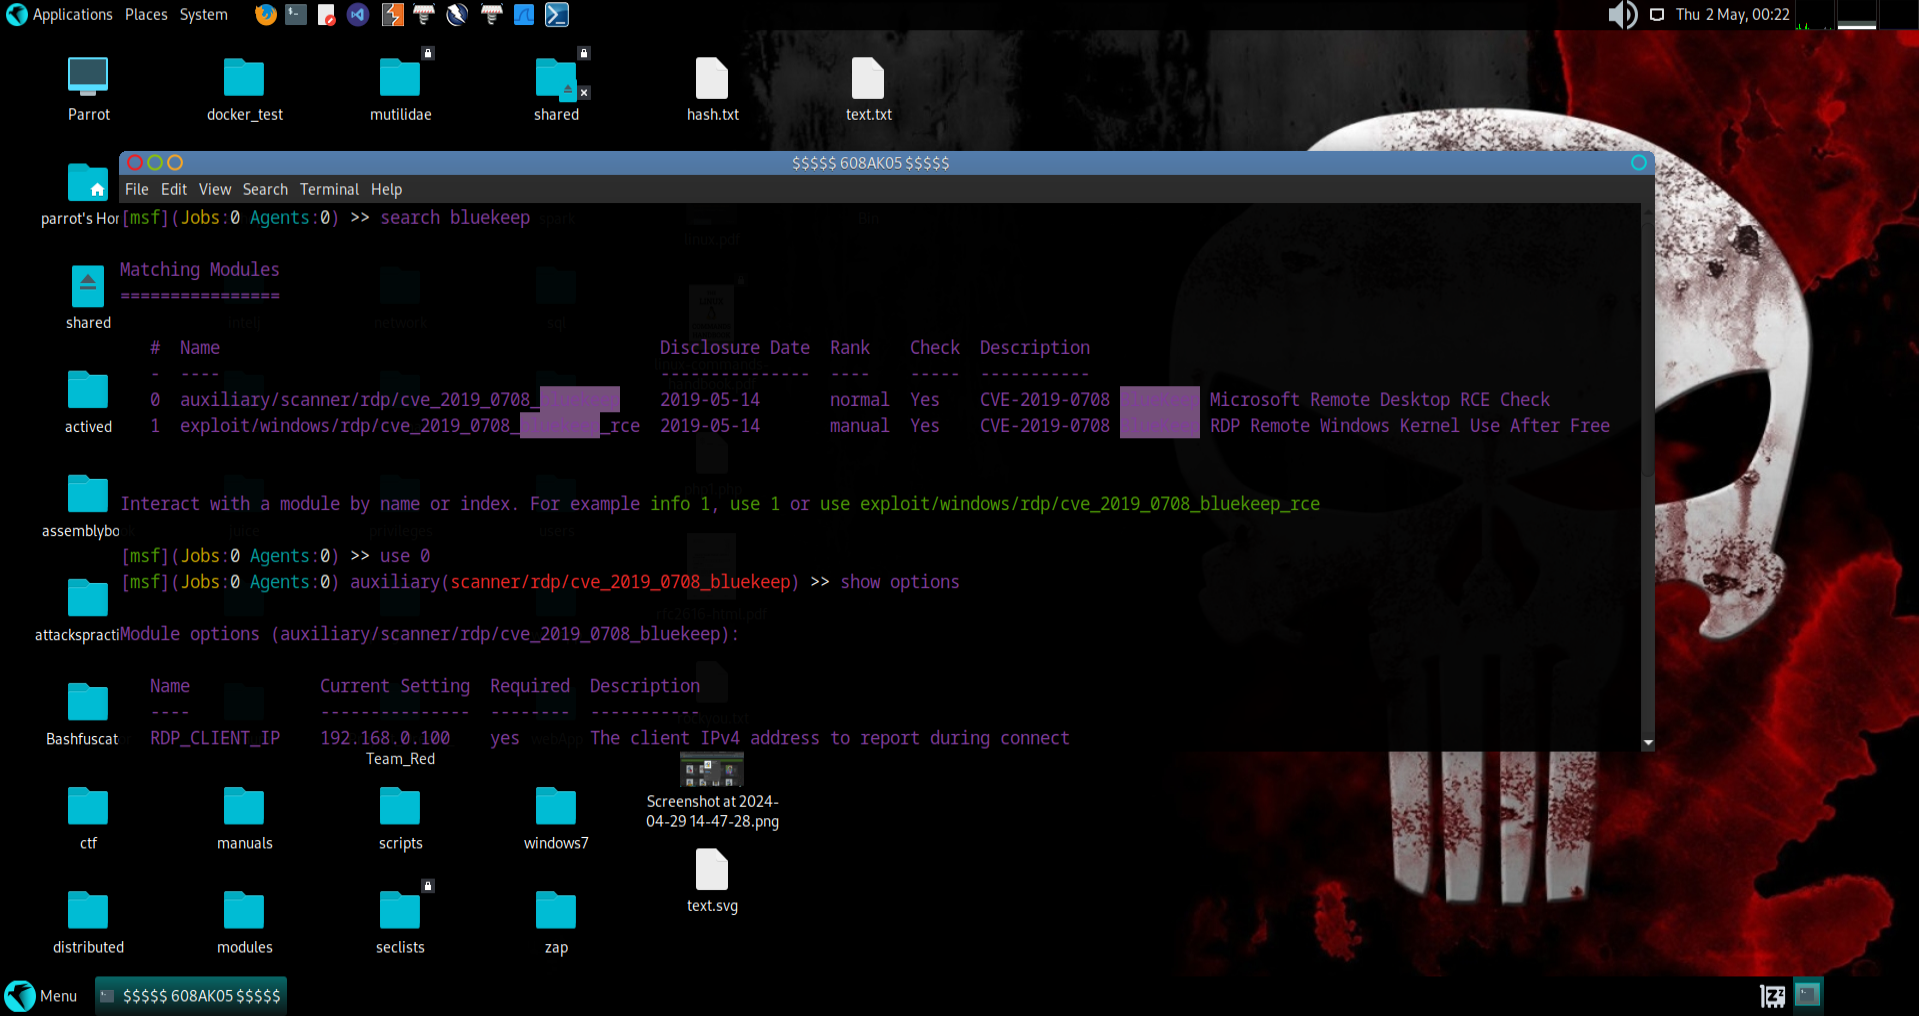 Applications Places System
Thu 2 May, 00:22
Parrot
docker_test
mutilidae
shared
hash.txt
text.txt
$$$$$ 608AK05 $$$$$
File Edit View Search Terminal Help
parrot's Hor
[msf](Jobs:0 Agents:0) >> search bluekeep
Matching Modules
================
shared
# Name Disclosure Date Rank Check Description
- ---- --------------- ---- ----- -----------
0 auxiliary/scanner/rdp/cve_2019_0708_bluekeep 2019-05-14 normal Yes CVE-2019-0708 BlueKeep Microsoft Remote Desktop RCE Check
1 exploit/windows/rdp/cve_2019_0708_bluekeep_rce 2019-05-14 manual Yes CVE-2019-0708 BlueKeep RDP Remote Windows Kernel Use After Free
actived
Interact with a module by name or index. For example info 1, use 1 or use exploit/windows/rdp/cve_2019_0708_bluekeep_rce
assemblybo
[msf](Jobs:0 Agents:0) >> use 0
[msf](Jobs:0 Agents:0) auxiliary(scanner/rdp/cve_2019_0708_bluekeep) >> show options
attackspracti
Module options (auxiliary/scanner/rdp/cve_2019_0708_bluekeep):
Name Current Setting Required Description
---- --------------- -------- -----------
Bashfuscat
RDP_CLIENT_IP 192.168.0.100 yes The client IPv4 address to report during connect
Team_Red
Screenshot at 2024-
04-29 14-47-28.png
ctf
manuals
scripts
windows7
text.svg
distributed
modules
seclists
zap
Menu
$$$$$ 608AK05 $$$$$